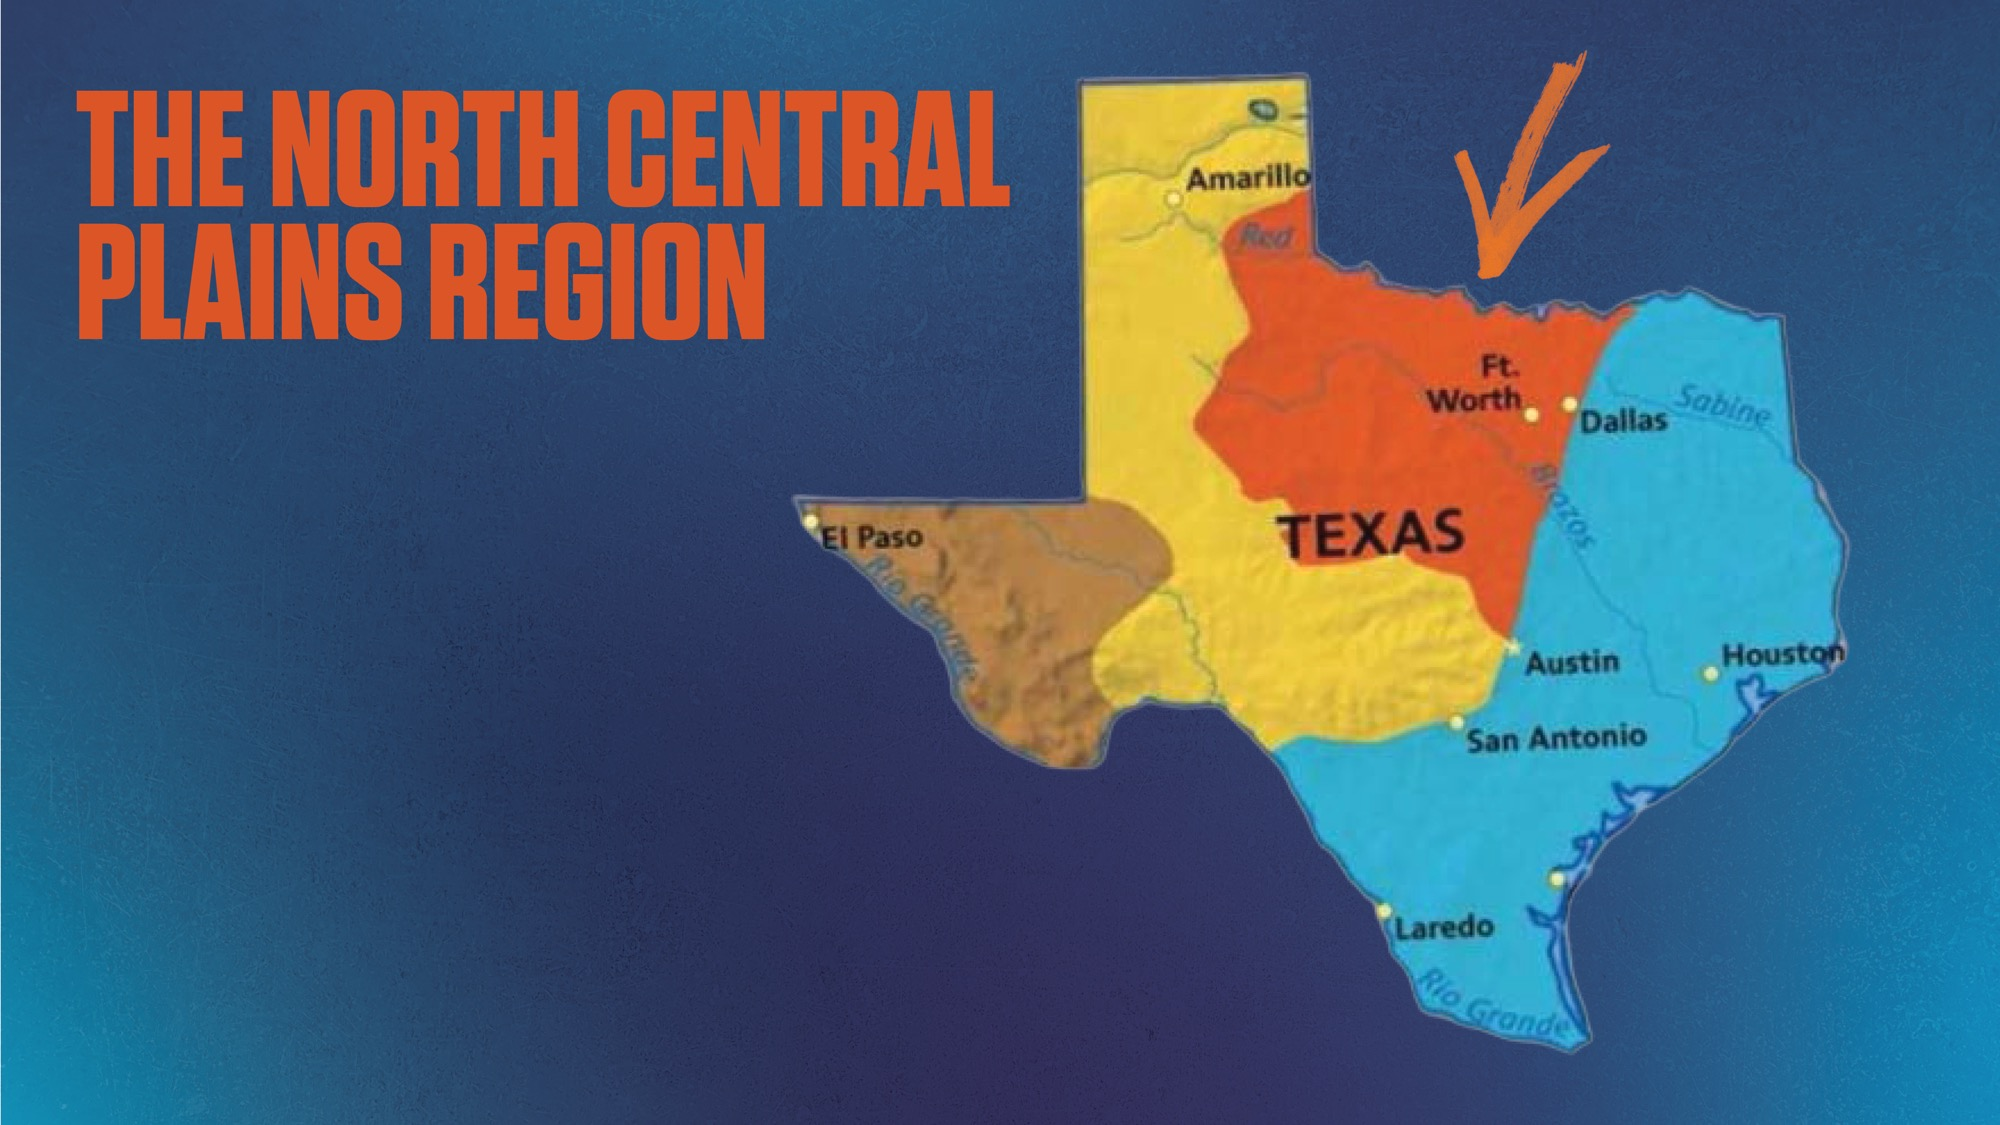 THE NORTH CENTRAL
PLAINS REGION
Amarillo
Red
Ft.
Worth
Dallas
Sabine
Brazos
TEXAS
El Paso
Rio Grande
Austin
Houston
San Antonio
Laredo
Rio Grande